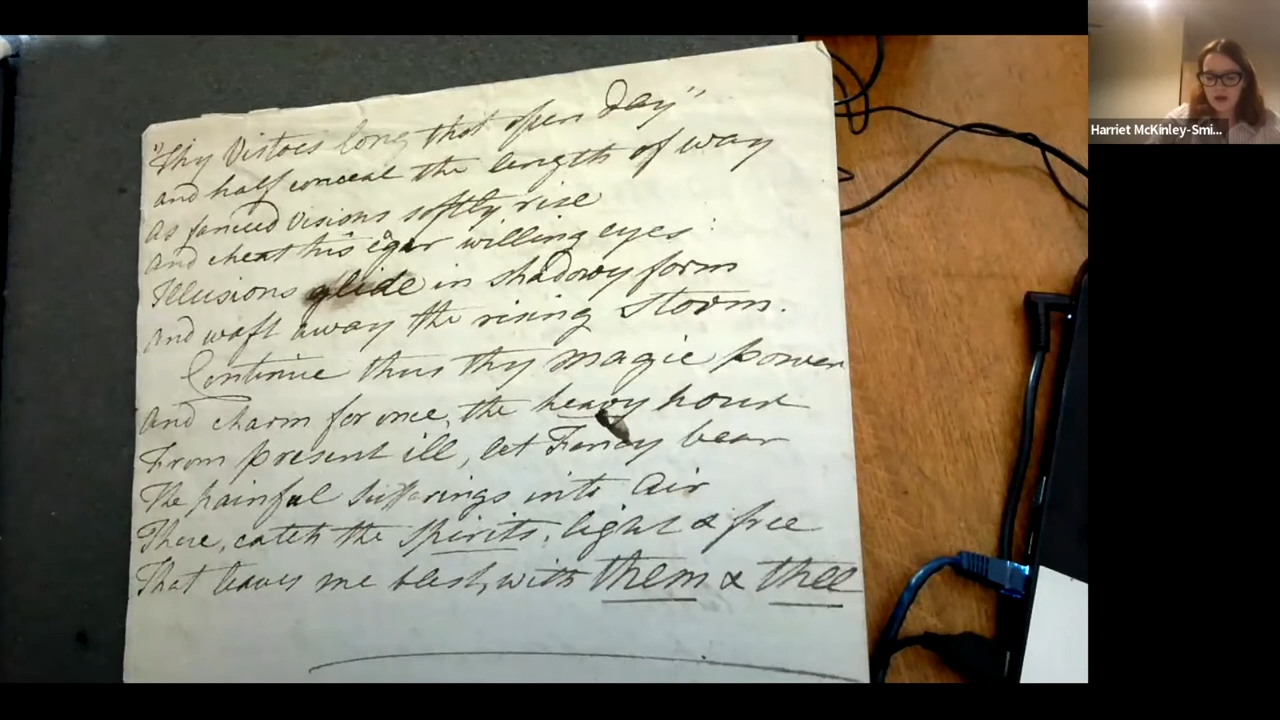 "Thy Vistoes long that open Day"
and half conceal the length of way
as fancied visions softly rise
and cheat his egar willing eyes
Illusions glide in shadowy form
and waft away the rising Storm.
Continue thus thy magic power
and charm for once, the heavy hour
From present ill, let Fancy bear
The painful sufferings into Air
There, catch the spirits, light & free
That leaves me blest, with them & thee
Harriet McKinley-Smi...